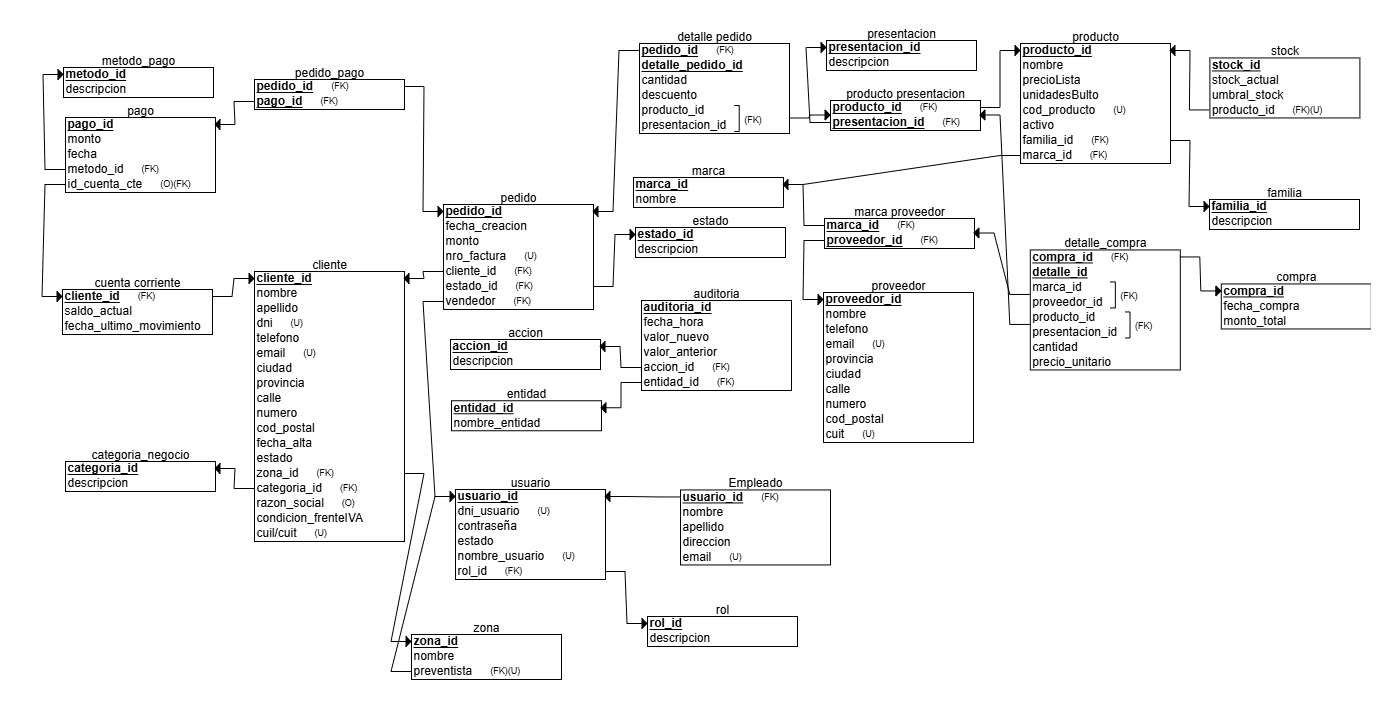 metodo_pago
metodo_id
descripcion
pago
pago_id
monto
fecha
metodo_id (FK)
id_cuenta_cte (O)(FK)
cuenta corriente
cliente_id (FK)
saldo_actual
fecha_ultimo_movimiento
categoria_negocio
categoria_id
descripcion
pedido_pago
pedido_id (FK)
pago_id (FK)
cliente
cliente_id
nombre
apellido
dni (U)
telefono
email (U)
ciudad
provincia
calle
numero
cod_postal
fecha_alta
estado
zona_id (FK)
categoria_id (FK)
razon_social (O)
condicion_frenteIVA
cuil/cuit (U)
pedido
pedido_id
fecha_creacion
monto
nro_factura (U)
cliente_id (FK)
estado_id (FK)
vendedor (FK)
accion
accion_id
descripcion
entidad
entidad_id
nombre_entidad
usuario
usuario_id
dni_usuario (U)
contraseña
estado
nombre_usuario (U)
rol_id (FK)
zona
zona_id
nombre
preventista (FK)(U)
detalle pedido
pedido_id (FK)
detalle_pedido_id
cantidad
descuento
producto_id
presentacion_id
(FK)
marca
marca_id
nombre
estado
estado_id
descripcion
auditoria
auditoria_id
fecha_hora
valor_nuevo
valor_anterior
accion_id (FK)
entidad_id (FK)
Empleado
usuario_id (FK)
nombre
apellido
direccion
email (U)
rol
rol_id
descripcion
presentacion
presentacion_id
descripcion
producto presentacion
producto_id (FK)
presentacion_id (FK)
marca proveedor
marca_id (FK)
proveedor_id (FK)
proveedor
proveedor_id
nombre
telefono
email (U)
provincia
ciudad
calle
numero
cod_postal
cuit (U)
producto
producto_id
nombre
precioLista
unidadesBulto
cod_producto (U)
activo
familia_id (FK)
marca_id (FK)
detalle_compra
compra_id (FK)
detalle_id
marca_id
proveedor_id
(FK)
producto_id
presentacion_id
(FK)
cantidad
precio_unitario
stock
stock_id
stock_actual
umbral_stock
producto_id (FK)(U)
familia
familia_id
descripcion
compra
compra_id
fecha_compra
monto_total